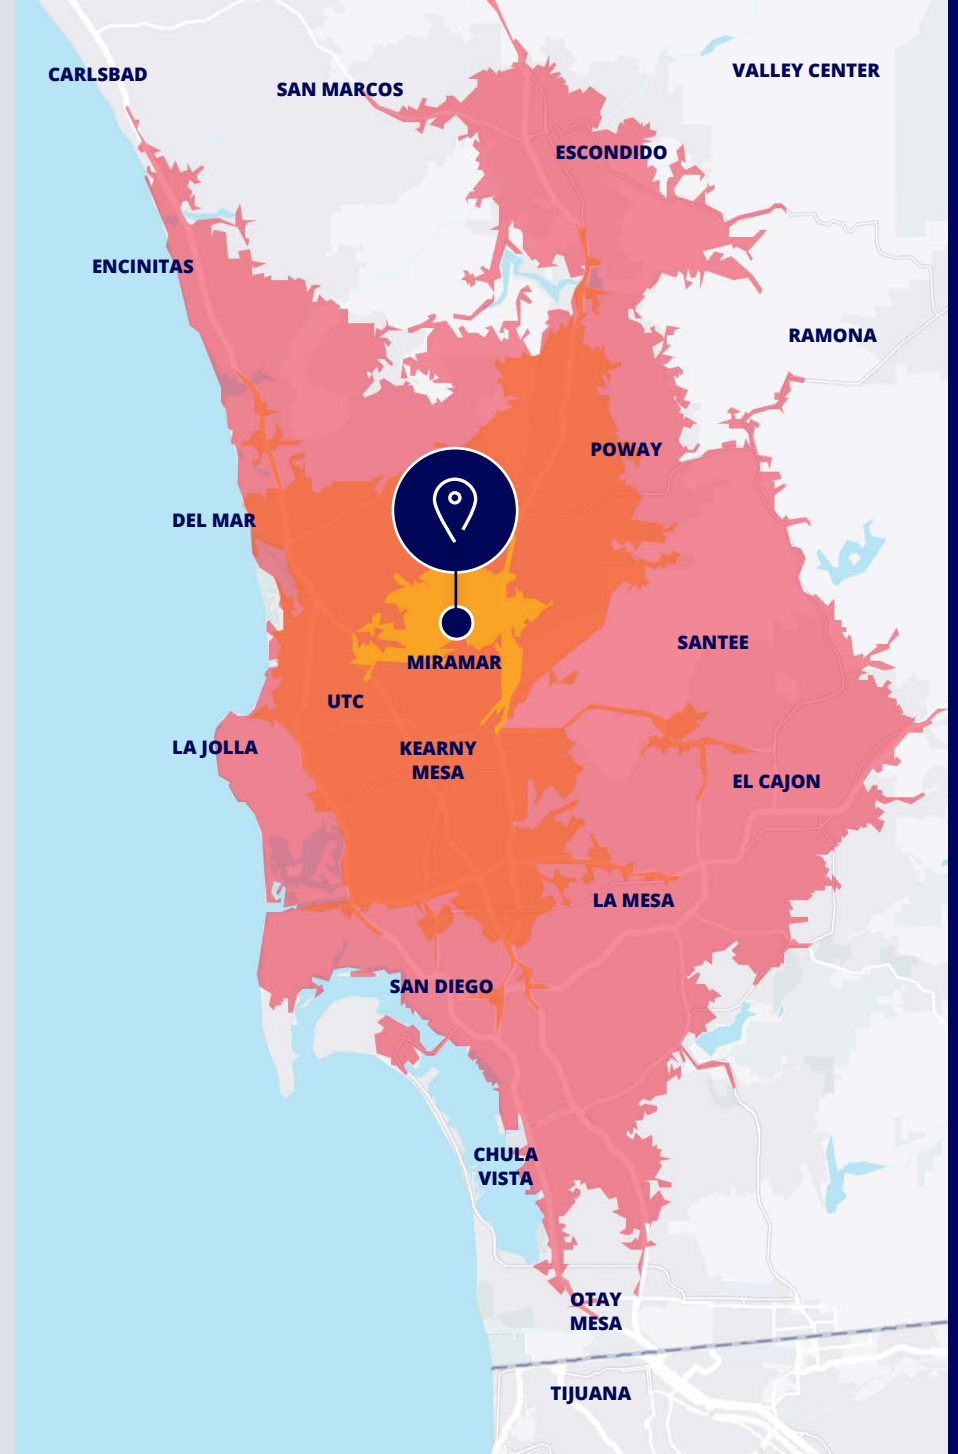 VALLEY CENTER
CARLSBAD
SAN MARCOS
ESCONDIDO
ENCINITAS
RAMONA
POWAY
DEL MAR
SANTEE
MIRAMAR
UTC
LA JOLLA
KEARNY
MESA
EL CAJON
LA MESA
SAN DIEGO
CHULA
VISTA
OTAY
MESA
TIJUANA